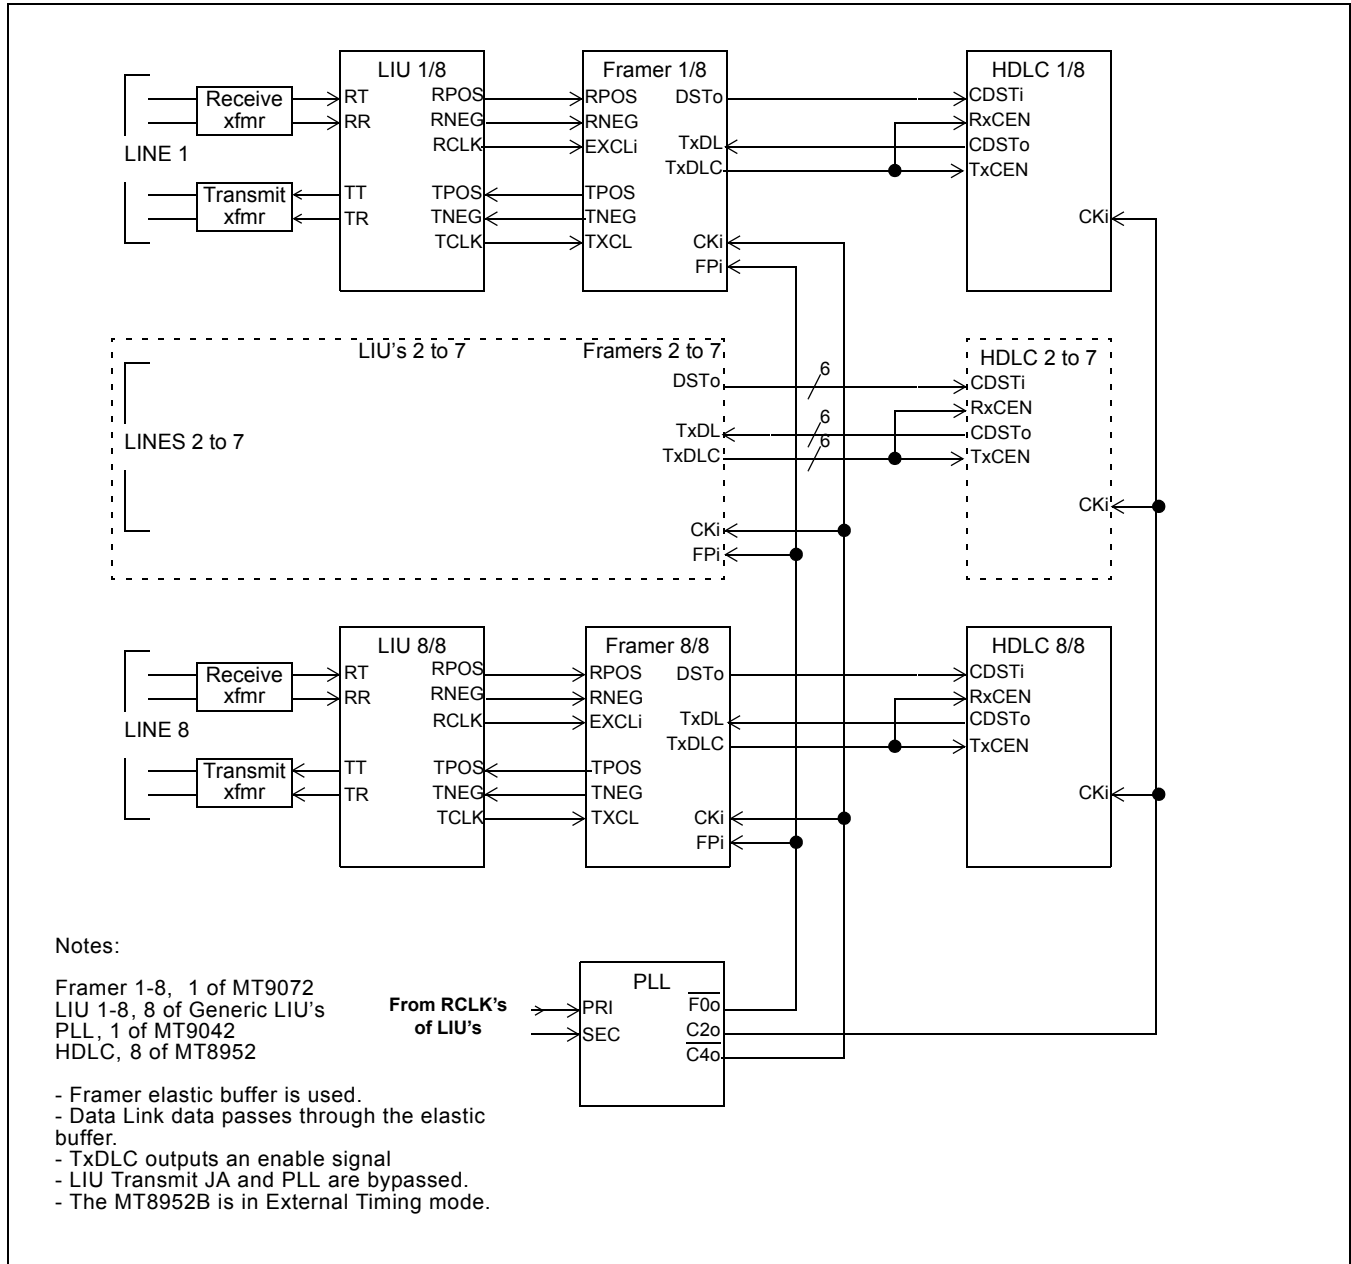 LIU 1/8
Framer 1/8
HDLC 1/8
Receive
xfmr
RT
RR
RPOS
RNEG
RCLK
RPOS
RNEG
EXCLi
DSTo
TxDL
TxDLC
CDSTi
RxCEN
CDSTo
TxCEN
LINE 1
Transmit
xfmr
TT
TR
TPOS
TNEG
TCLK
TPOS
TNEG
TXCL
CKi
FPi
CKi
LIU's 2 to 7
Framers 2 to 7
HDLC 2 to 7
LINES 2 to 7
DSTo
TxDL
TxDLC
6
6
6
CDSTi
RxCEN
CDSTo
TxCEN
CKi
FPi
CKi
LIU 8/8
Framer 8/8
HDLC 8/8
Receive
xfmr
RT
RR
RPOS
RNEG
RCLK
RPOS
RNEG
EXCLi
DSTo
TxDL
TxDLC
CDSTi
RxCEN
CDSTo
TxCEN
LINE 8
Transmit
xfmr
TT
TR
TPOS
TNEG
TCLK
TPOS
TNEG
TXCL
CKi
FPi
CKi
Notes:
Framer 1-8, 1 of MT9072
LIU 1-8, 8 of Generic LIU's
PLL, 1 of MT9042
HDLC, 8 of MT8952
- Framer elastic buffer is used.
- Data Link data passes through the elastic
buffer.
- TxDLC outputs an enable signal
- LIU Transmit JA and PLL are bypassed.
- The MT8952B is in External Timing mode.
From RCLK's
of LIU's
PLL
PRI
SEC
F0o
C2o
C4o